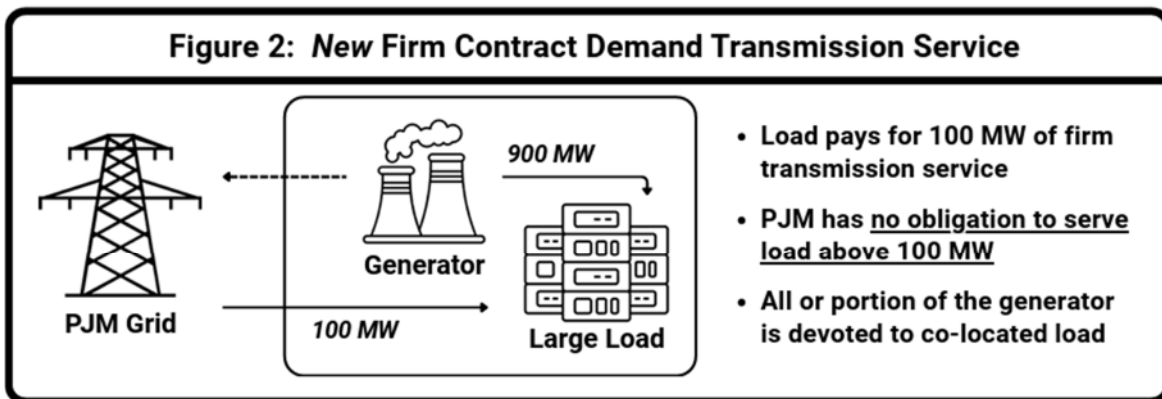 Figure 2: New Firm Contract Demand Transmission Service
900 MW
Generator
PJM Grid
100 MW
Large Load
• Load pays for 100 MW of firm
transmission service
• PJM has no obligation to serve
load above 100 MW
• All or portion of the generator
is devoted to co-located load